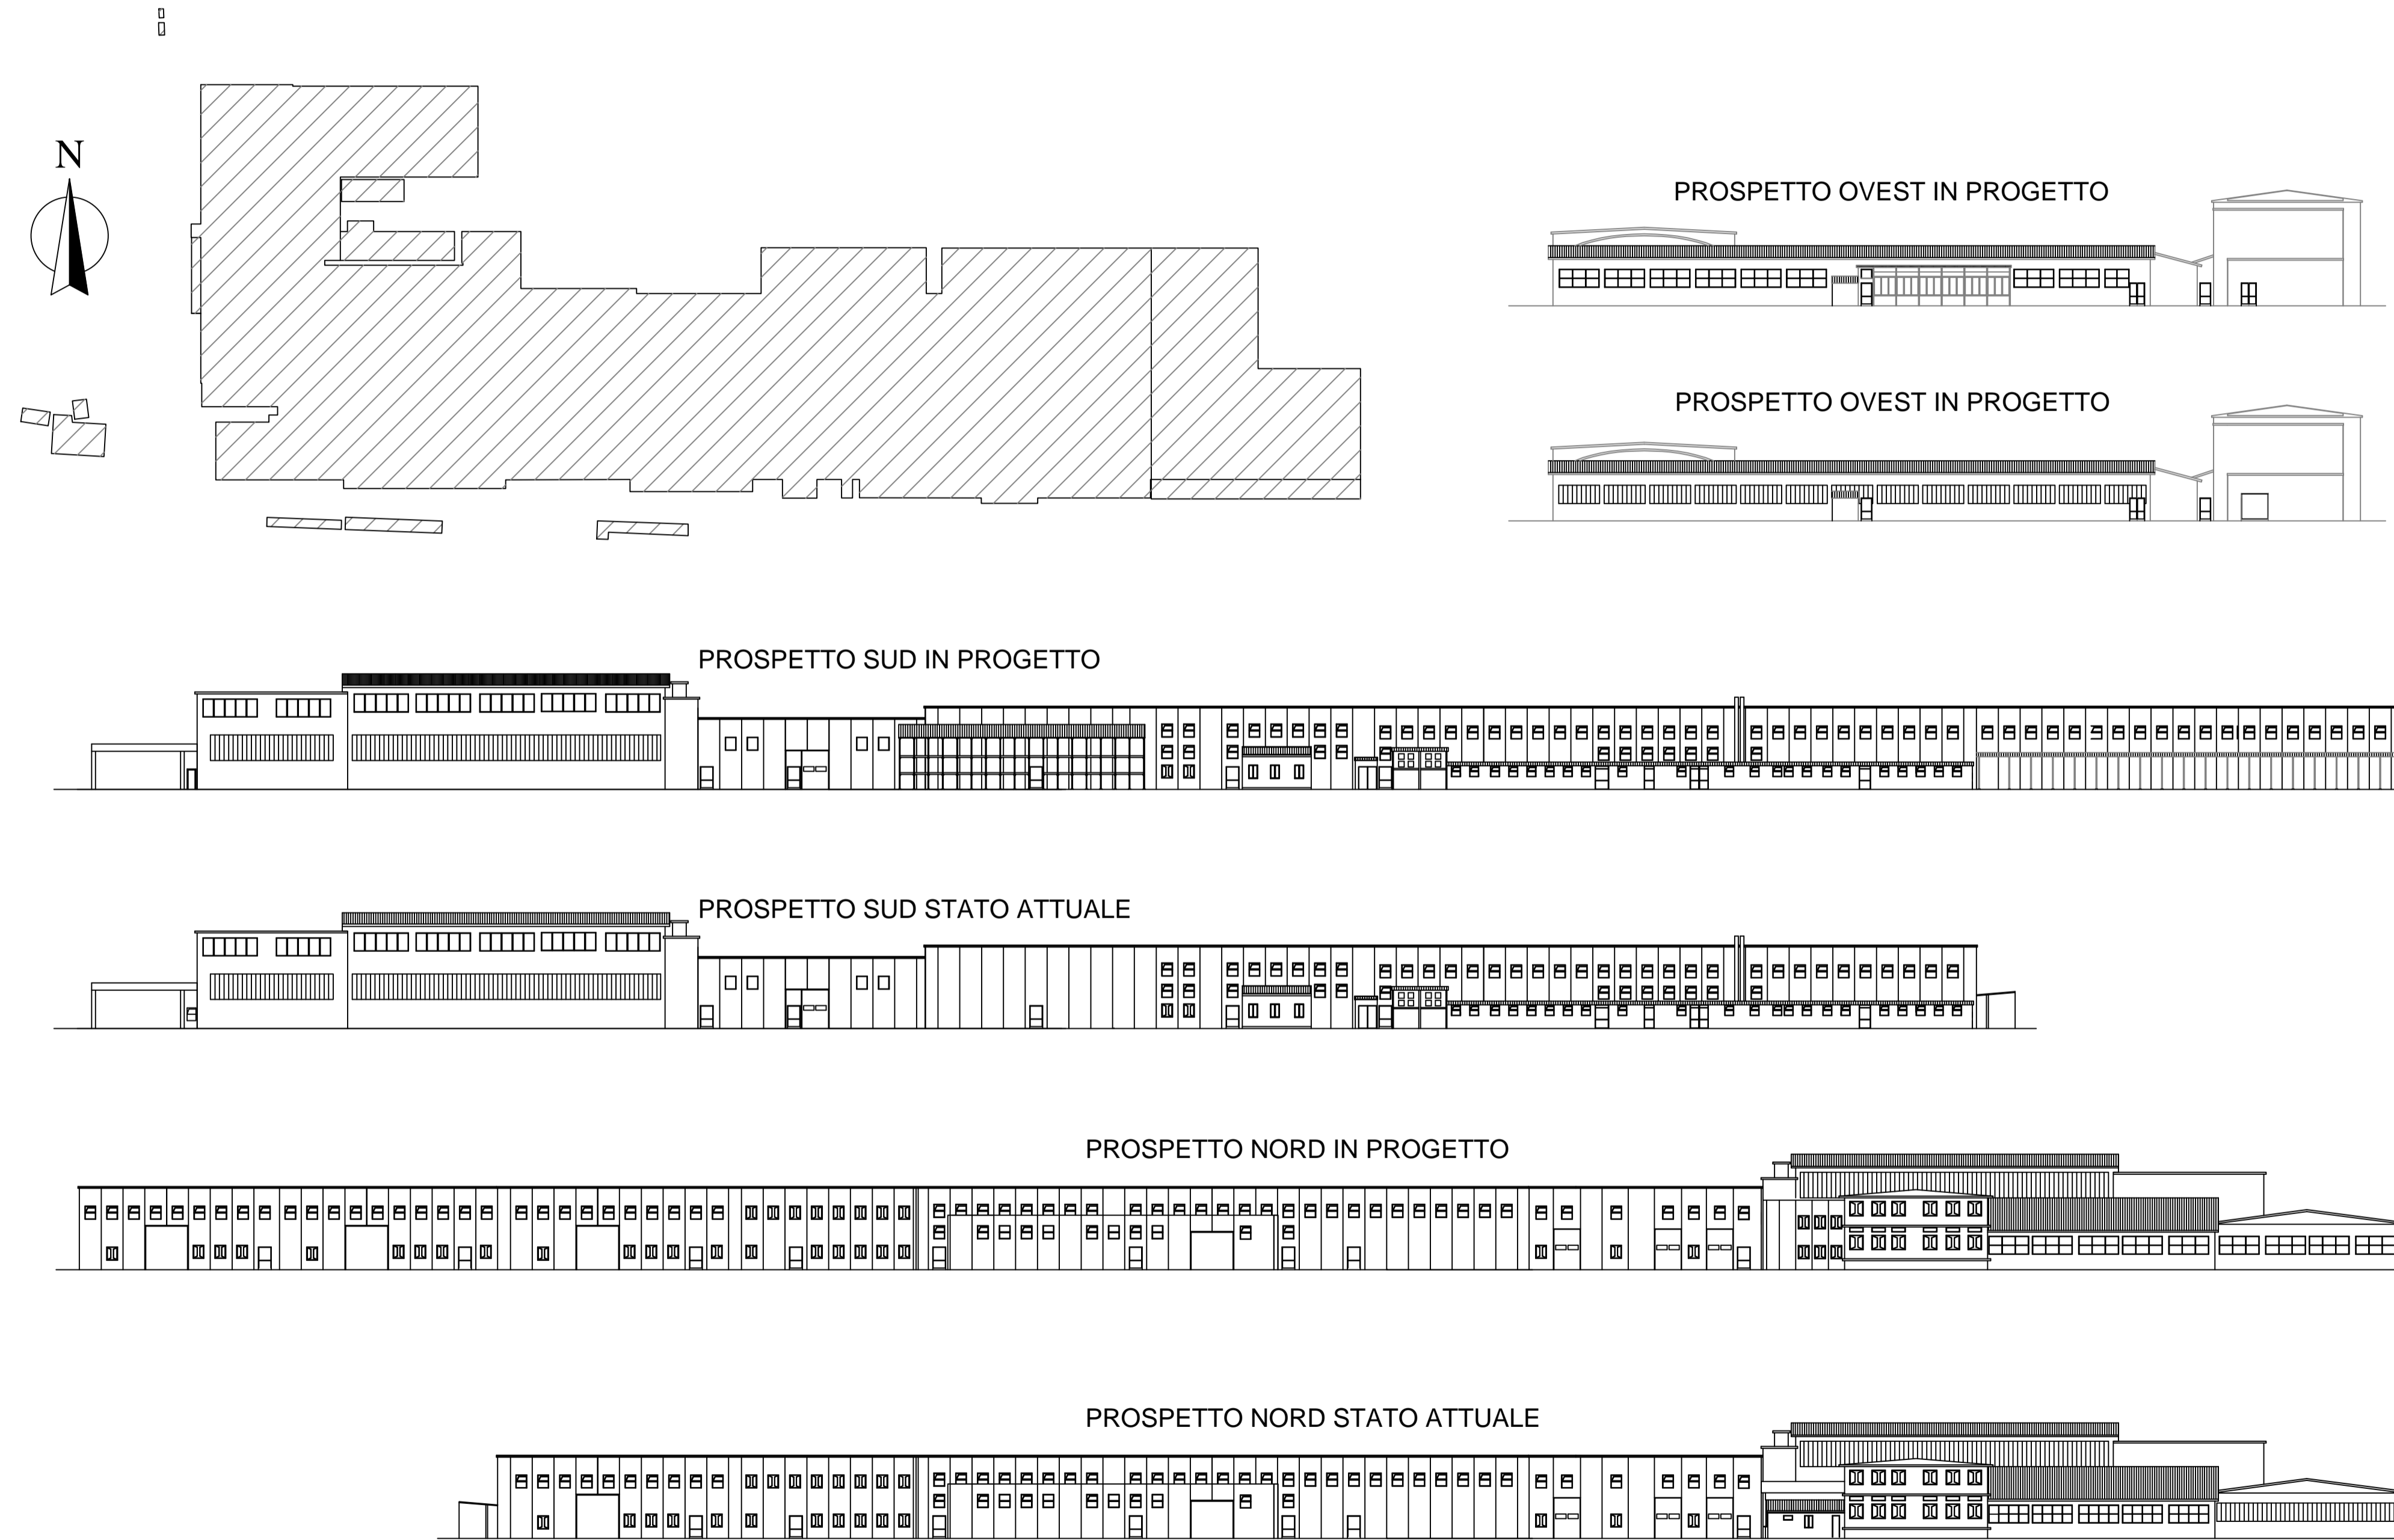 N
PROSPETTO OVEST IN PROGETTO
PROSPETTO OVEST IN PROGETTO
PROSPETTO SUD IN PROGETTO
PROSPETTO SUD STATO ATTUALE
PROSPETTO NORD IN PROGETTO
PROSPETTO NORD STATO ATTUALE